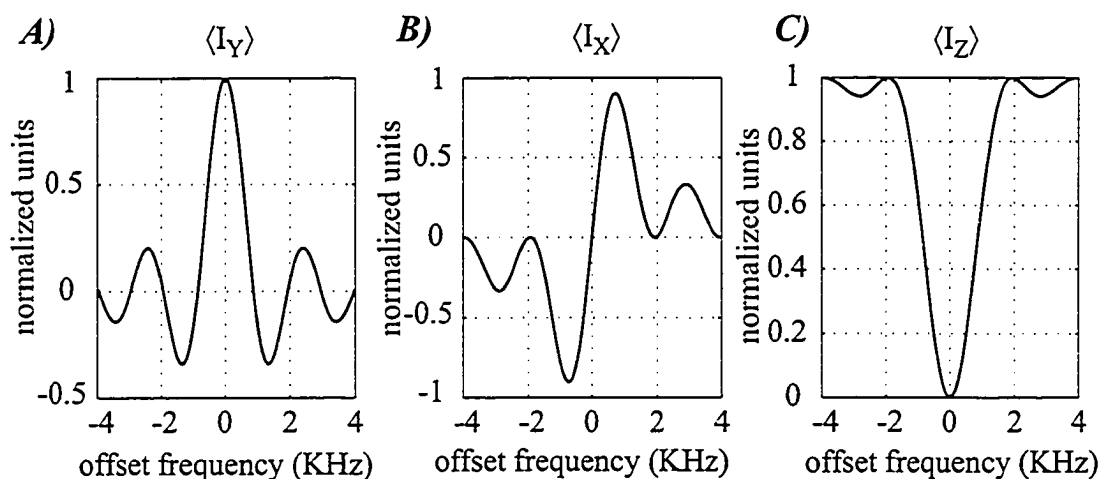 A) ⟨I_Y⟩
1
0.5
0
-0.5
-4 -2 0 2 4
normalized units
offset frequency (KHz)
B) ⟨I_X⟩
1
0.5
0
-0.5
-1
-4 -2 0 2 4
normalized units
offset frequency (KHz)
C) ⟨I_Z⟩
1
0.8
0.6
0.4
0.2
0
-4 -2 0 2 4
normalized units
offset frequency (KHz)